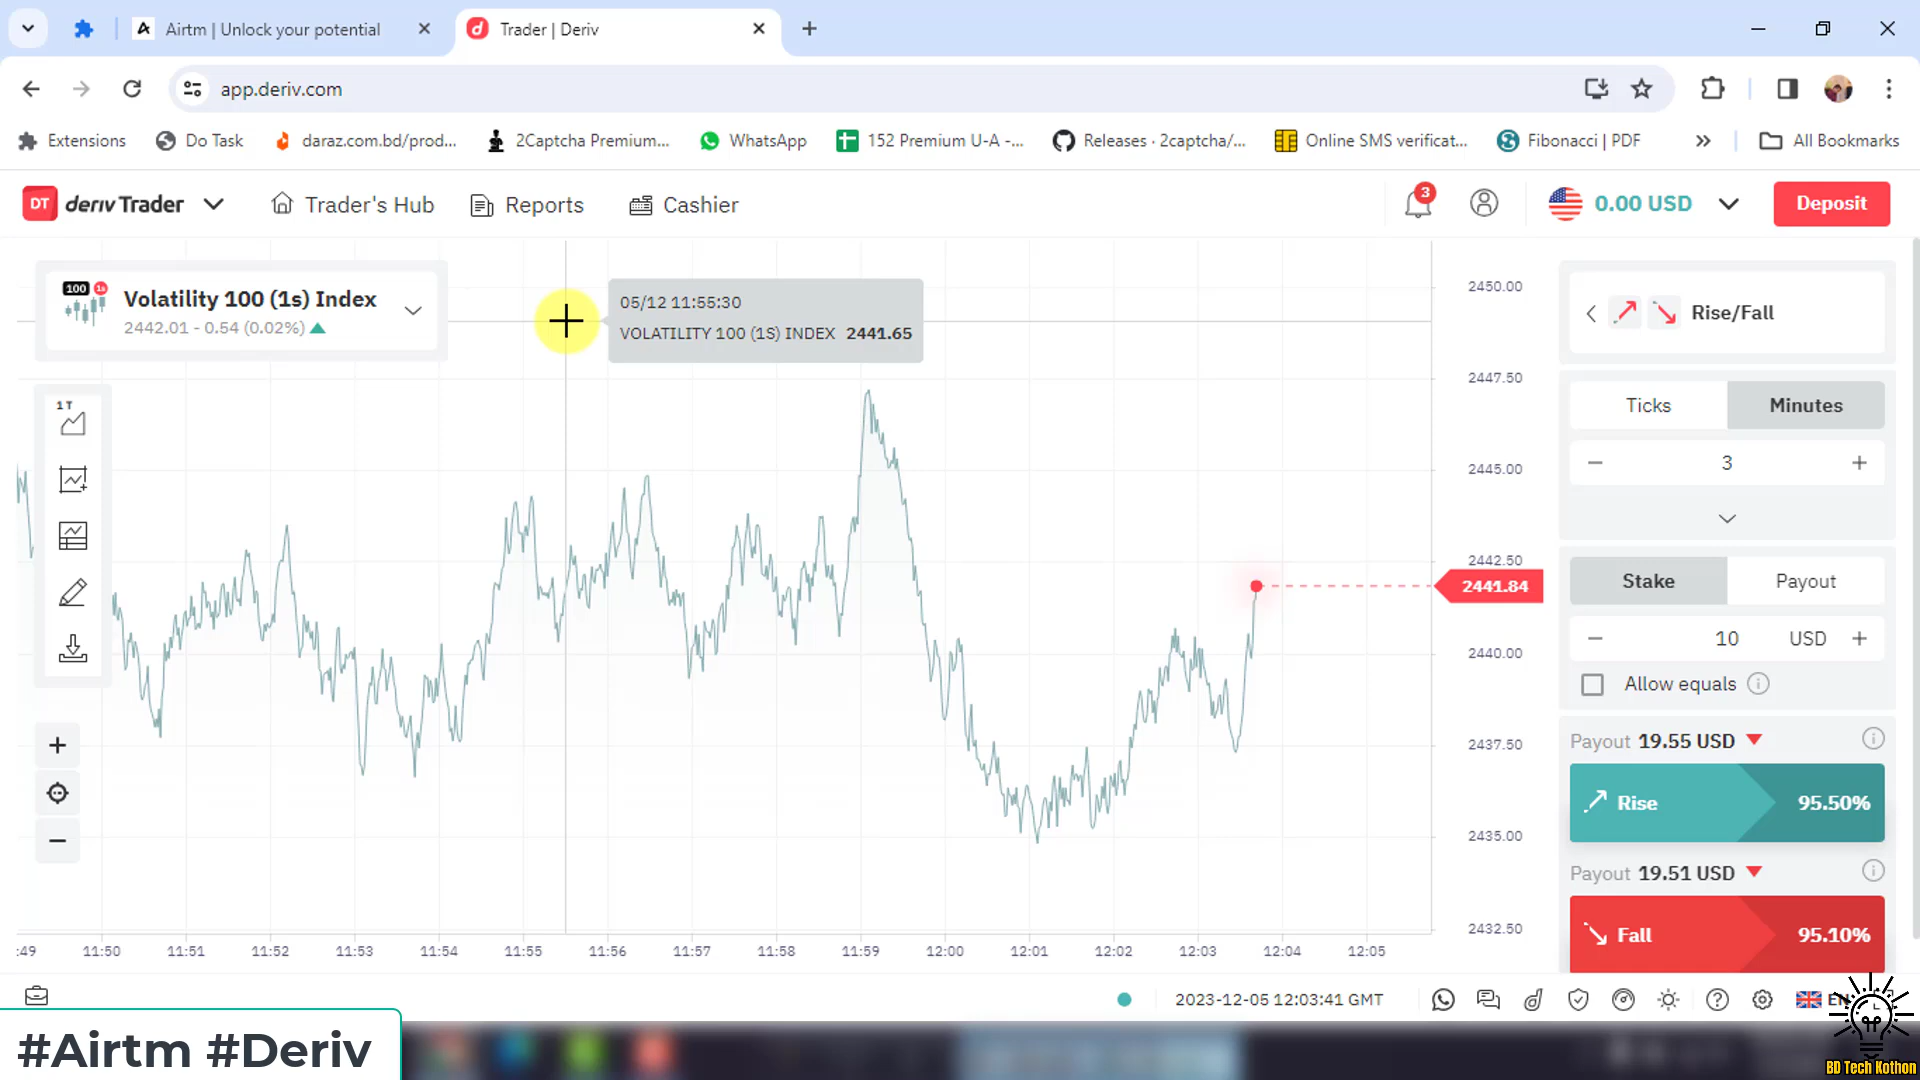 Airtm | Unlock your potential
Trader | Deriv
app.deriv.com
Extensions
Do Task
daraz.com.bd/prod...
2Captcha Premium...
WhatsApp
152 Premium U-A -...
Releases · 2captcha/...
Online SMS verificat...
Fibonacci | PDF
All Bookmarks
DT deriv Trader
Trader's Hub
Reports
Cashier
3
0.00 USD
Deposit
100 1s
Volatility 100 (1s) Index
2442.01 - 0.54 (0.02%)
05/12 11:55:30
VOLATILITY 100 (1S) INDEX 2441.65
1T
2450.00
2447.50
2445.00
2442.50
2441.84
2440.00
2437.50
2435.00
2432.50
:49 11:50 11:51 11:52 11:53 11:54 11:55 11:56 11:57 11:58 11:59 12:00 12:01 12:02 12:03 12:04 12:05
Rise/Fall
Ticks Minutes
3
Stake Payout
10 USD
Allow equals
Payout 19.55 USD
Rise 95.50%
Payout 19.51 USD
Fall 95.10%
2023-12-05 12:03:41 GMT
EN
#Airtm #Deriv
BD Tech Kothon